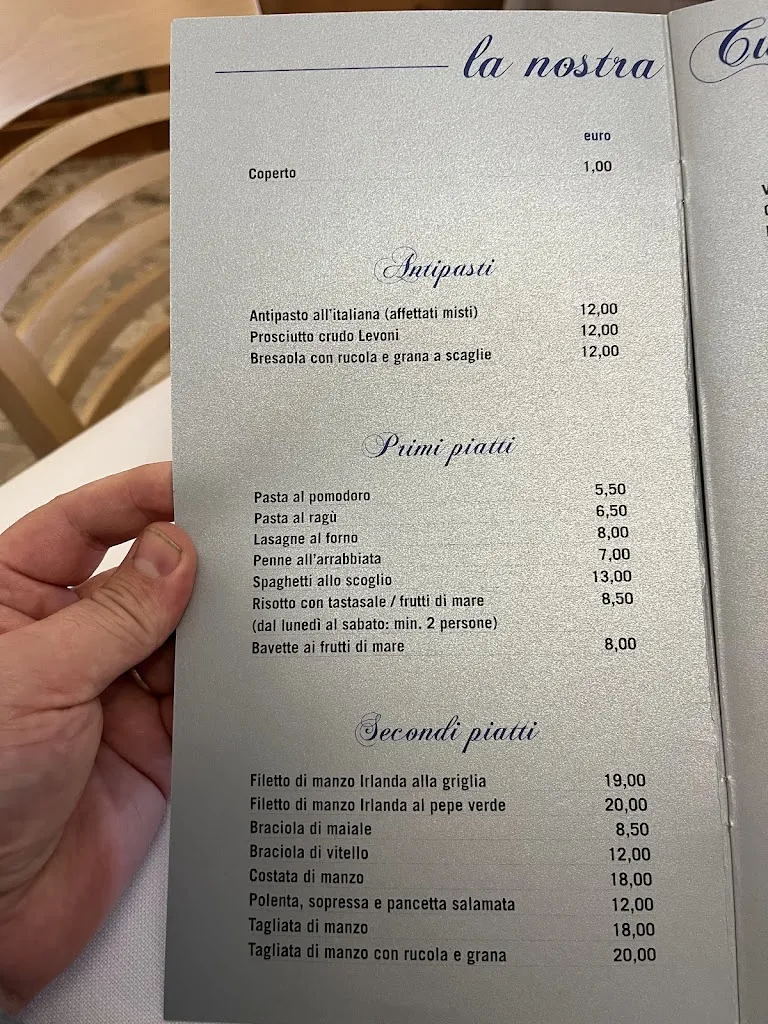 la nostra
euro
Coperto 1,00
Antipasti
Antipasto all'italiana (affettati misti) 12,00
Prosciutto crudo Levoni 12,00
Bresaola con rucola e grana a scaglie 12,00
Primi piatti
Pasta al pomodoro 5,50
Pasta al ragù 6,50
Lasagne al forno 8,00
Penne all'arrabbiata 7,00
Spaghetti allo scoglio 13,00
Risotto con tastasale / frutti di mare 8,50
(dal lunedì al sabato: min. 2 persone)
Bavette ai frutti di mare 8,00
Secondi piatti
Filetto di manzo Irlanda alla griglia 19,00
Filetto di manzo Irlanda al pepe verde 20,00
Braciola di maiale 8,50
Braciola di vitello 12,00
Costata di manzo 18,00
Polenta, sopressa e pancetta salamata 12,00
Tagliata di manzo 18,00
Tagliata di manzo con rucola e grana 20,00